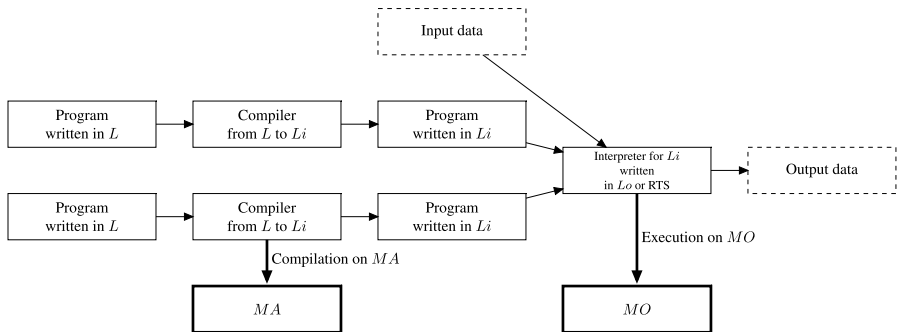 Input data
Program
written in L
Compiler
from L to Li
Program
written in Li
Interpreter for Li
written
in Lo or RTS
Output data
Program
written in L
Compiler
from L to Li
Program
written in Li
Compilation on MA
Execution on MO
MA
MO